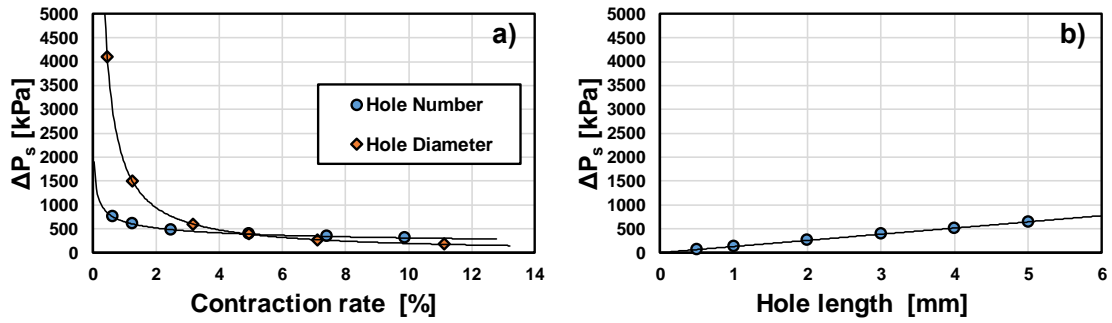 a)
5000
4500
4000
3500
3000
2500
2000
1500
1000
500
0
ΔPs [kPa]
Hole Number
Hole Diameter
0 2 4 6 8 10 12 14
Contraction rate [%]
b)
5000
4500
4000
3500
3000
2500
2000
1500
1000
500
0
ΔPs [kPa]
0 1 2 3 4 5 6
Hole length [mm]